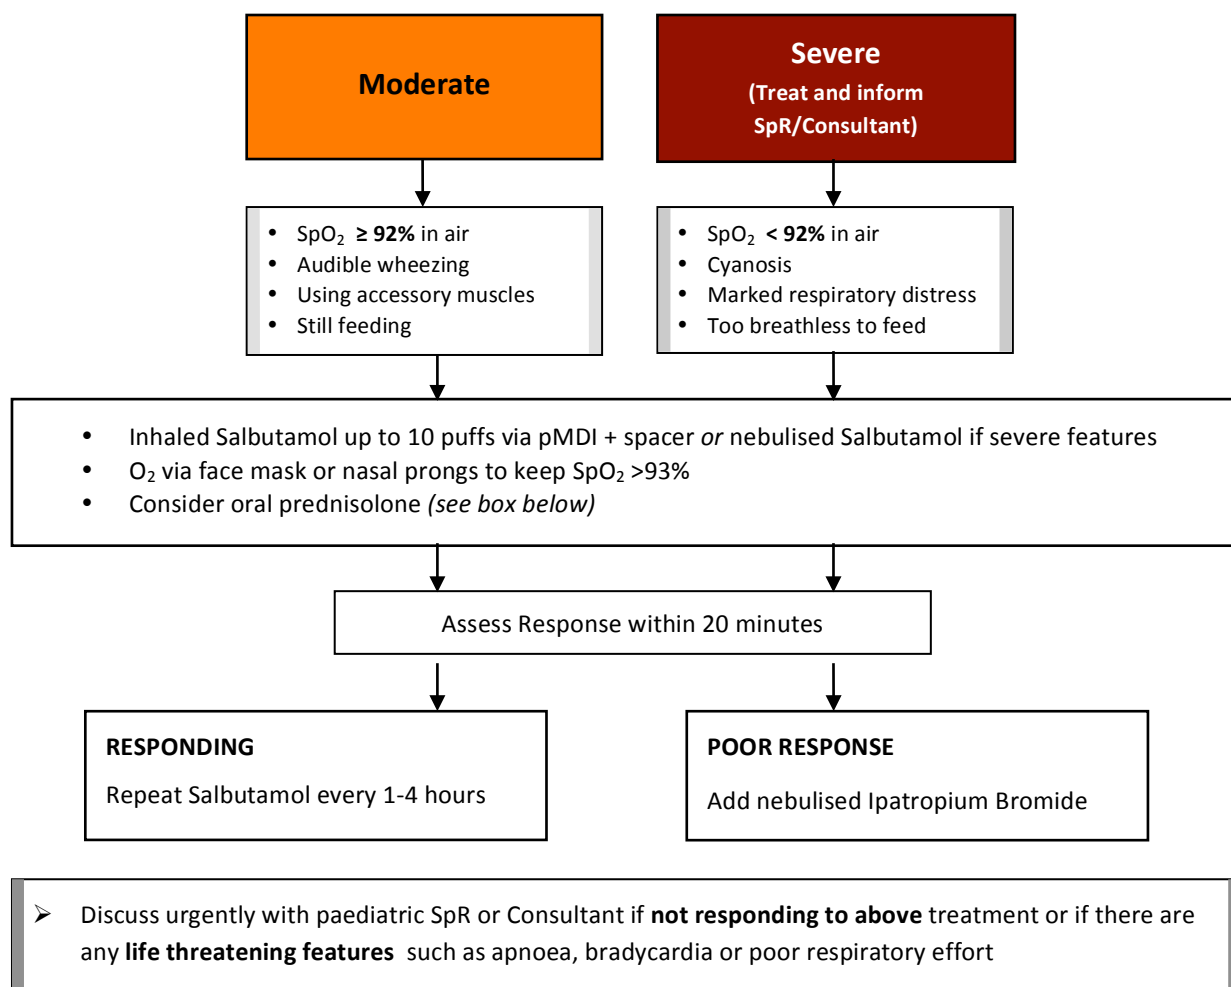 Moderate
Severe
(Treat and inform
SpR/Consultant)
• SpO₂ ≥ 92% in air
• Audible wheezing
• Using accessory muscles
• Still feeding
• SpO₂ < 92% in air
• Cyanosis
• Marked respiratory distress
• Too breathless to feed
• Inhaled Salbutamol up to 10 puffs via pMDI + spacer or nebulised Salbutamol if severe features
• O₂ via face mask or nasal prongs to keep SpO₂ >93%
• Consider oral prednisolone (see box below)
Assess Response within 20 minutes
RESPONDING
Repeat Salbutamol every 1-4 hours
POOR RESPONSE
Add nebulised Ipatropium Bromide
➢ Discuss urgently with paediatric SpR or Consultant if not responding to above treatment or if there are
any life threatening features such as apnoea, bradycardia or poor respiratory effort